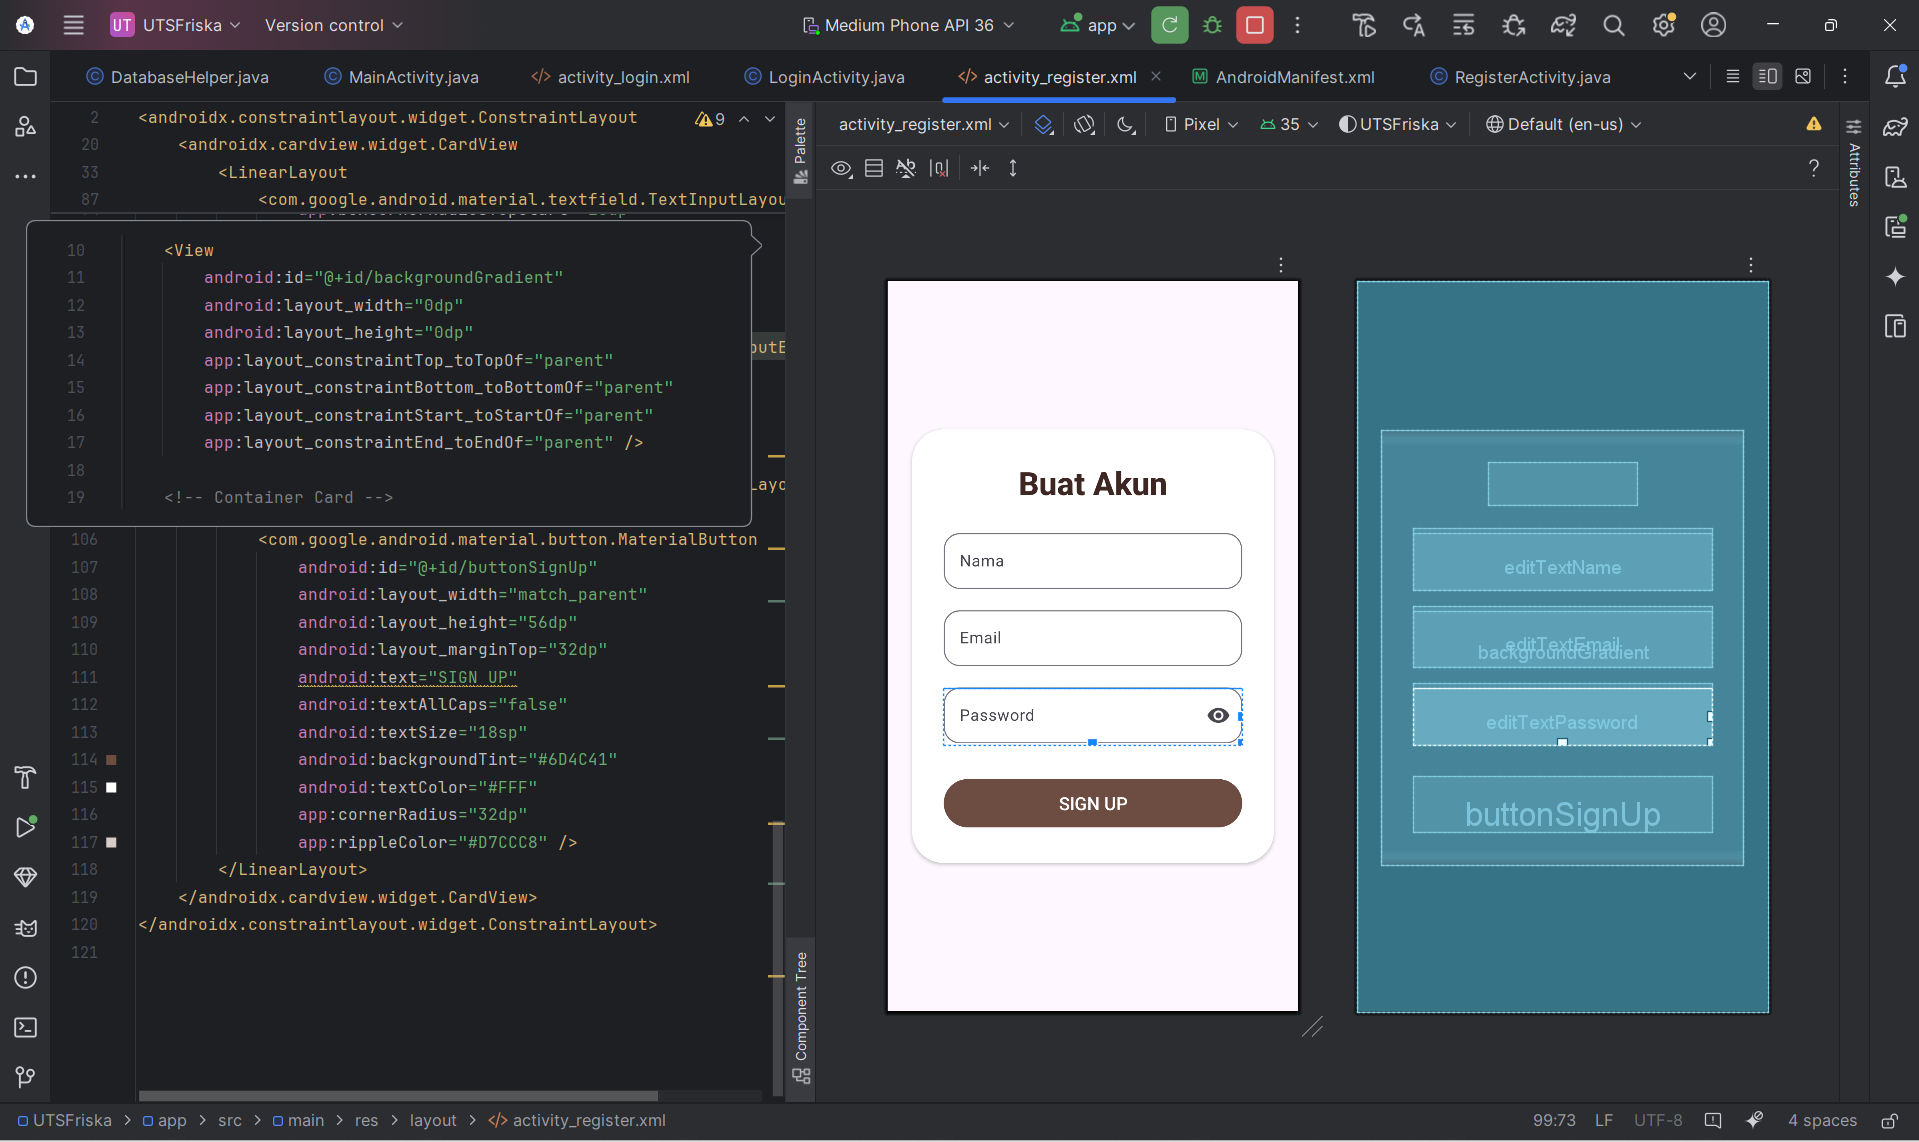 UT UTSFriska Version control Medium Phone API 36 app
DatabaseHelper.java MainActivity.java activity_login.xml LoginActivity.java activity_register.xml AndroidManifest.xml RegisterActivity.java
2 <androidx.constraintlayout.widget.ConstraintLayout 9
20 <androidx.cardview.widget.CardView
33 <LinearLayout
87 <com.google.android.material.textfield.TextInputLayou
10 <View
11 android:id="@+id/backgroundGradient"
12 android:layout_width="0dp"
13 android:layout_height="0dp"
14 app:layout_constraintTop_toTopOf="parent"
15 app:layout_constraintBottom_toBottomOf="parent"
16 app:layout_constraintStart_toStartOf="parent"
17 app:layout_constraintEnd_toEndOf="parent" />
18
19 <!-- Container Card -->
106 <com.google.android.material.button.MaterialButton
107 android:id="@+id/buttonSignUp"
108 android:layout_width="match_parent"
109 android:layout_height="56dp"
110 android:layout_marginTop="32dp"
111 android:text="SIGN UP"
112 android:textAllCaps="false"
113 android:textSize="18sp"
114 android:backgroundTint="#6D4C41"
115 android:textColor="#FFF"
116 app:cornerRadius="32dp"
117 app:rippleColor="#D7CCC8" />
118 </LinearLayout>
119 </androidx.cardview.widget.CardView>
120 </androidx.constraintlayout.widget.ConstraintLayout>
121
Palette
Component Tree
activity_register.xml Pixel 35 UTSFriska Default (en-us)
?
Attributes
Buat Akun
Nama
Email
Password
SIGN UP
editTextName
editTextEmail
backgroundGradient
editTextPassword
buttonSignUp
UTSFriska > app > src > main > res > layout > activity_register.xml
99:73 LF UTF-8 4 spaces